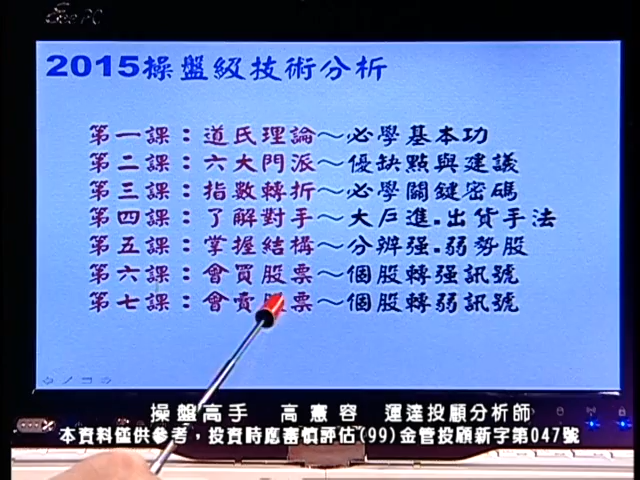 Eee PC
2015操盤級技術分析
第一課：道氏理論～必學基本功
第二課：六大門派～優缺點與建議
第三課：指數轉折～必學關鍵密碼
第四課：了解對手～大戶進.出貨手法
第五課：掌握結構～分辨强.弱勢股
第六課：會買股票～個股轉强訊號
第七課：會賣股票～個股轉弱訊號
操盤高手 高憲容 運達投顧分析師
本資料僅供參考，投資時應審慎評估(99)金管投顧新字第047號